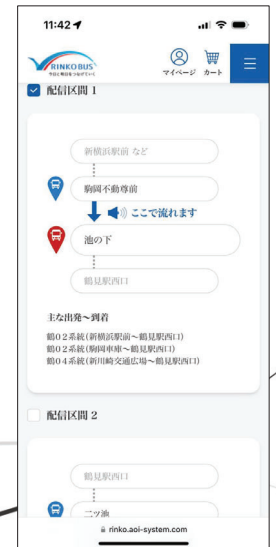 11:42
RINKO BUS
今日と明日をつなげていく
マイページ
カート
配信区間 1
新横浜駅前 など
駒岡不動尊前
ここで流れます
池の下
鶴見駅西口
主な出発〜到着
鶴02系統(新横浜駅前〜鶴見駅西口)
鶴02系統(駒岡車庫〜鶴見駅西口)
鶴04系統(新川崎交通広場〜鶴見駅西口)
配信区間 2
鶴見駅西口
二ツ池
rinko.aoi-system.com